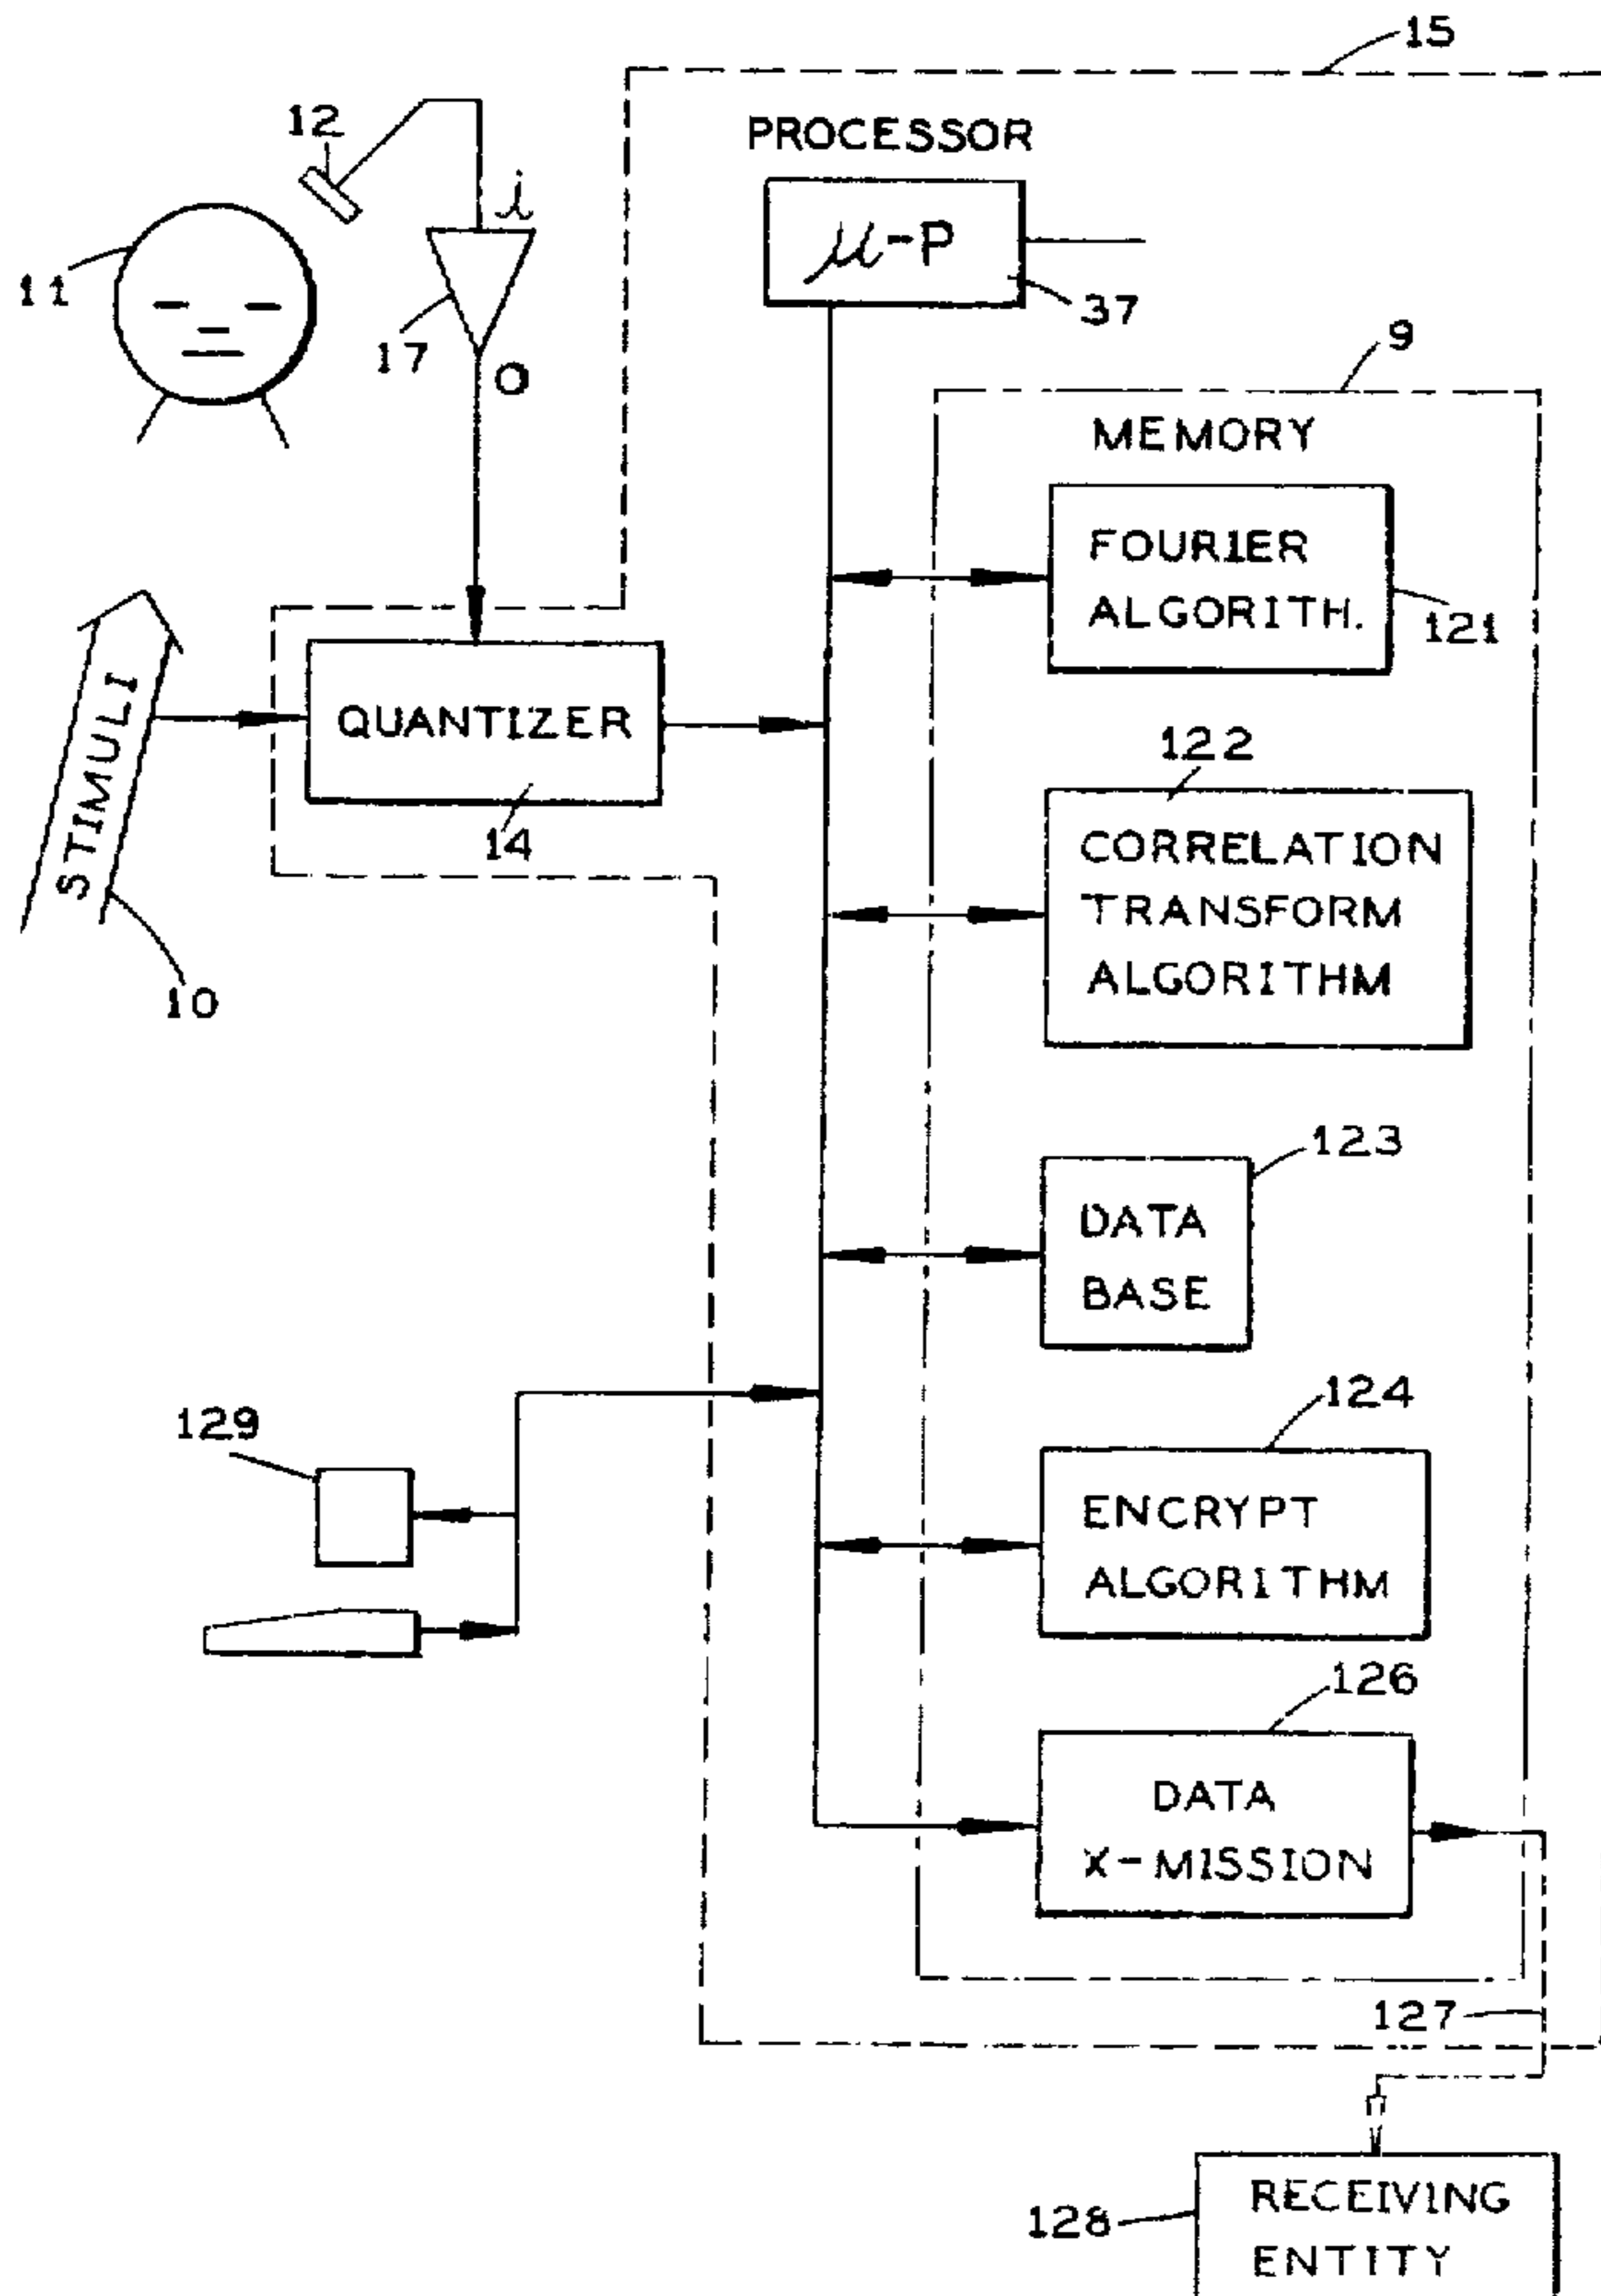 15
PROCESSOR
12
i
μ-P
11
37
17
o
9
MEMORY
FOURIER
ALGORITH.
121
STIMULI
QUANTIZER
14
10
122
CORRELATION
TRANSFORM
ALGORITHM
123
DATA
BASE
124
129
ENCRYPT
ALGORITHM
126
DATA
X-MISSION
127
128
RECEIVING
ENTITY